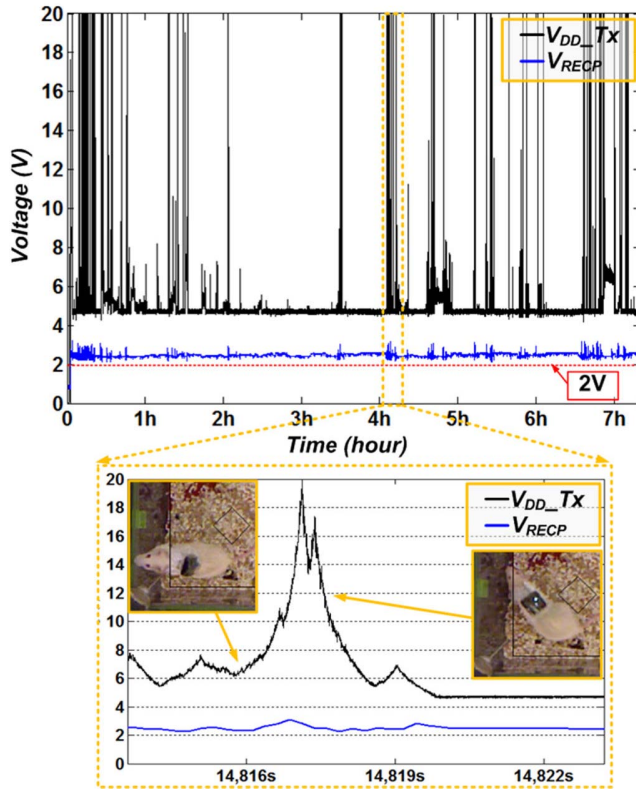 20
18
16
14
12
10
8
6
4
2
0
Voltage (V)
V_DD_Tx
V_RECP
2V
0 1h 2h 3h 4h 5h 6h 7h
Time (hour)
20
18
16
14
12
10
8
6
4
2
0
V_DD_Tx
V_RECP
14,816s 14,819s 14,822s